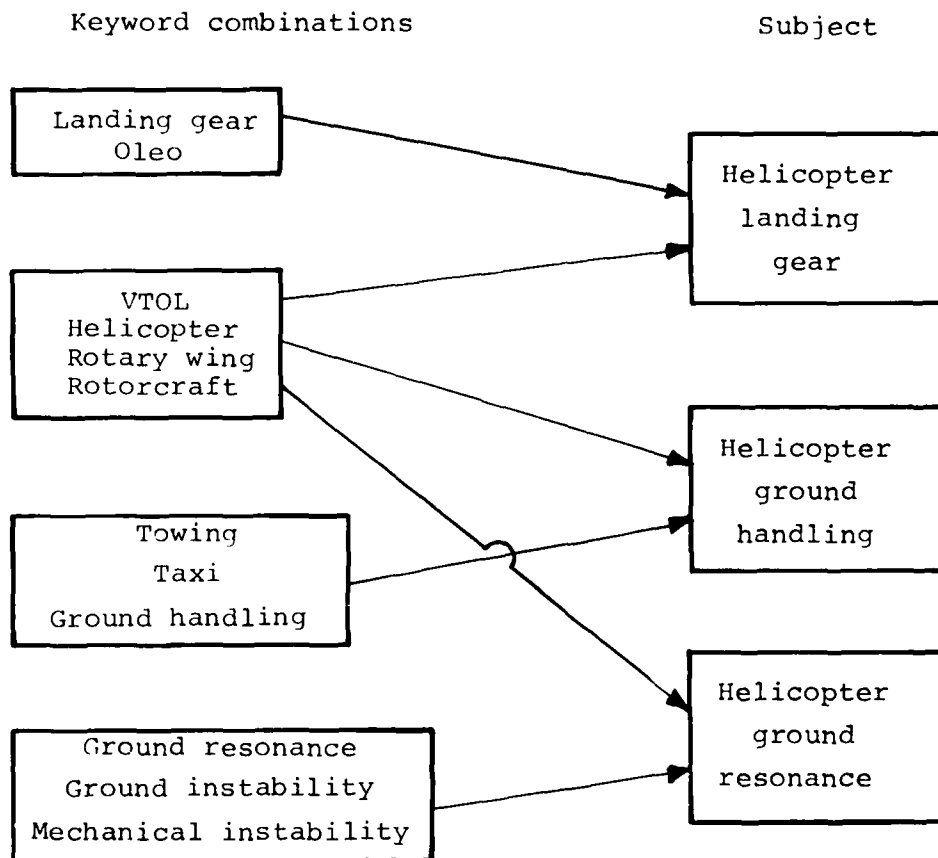 Keyword combinations
Subject
Landing gear
Oleo
Helicopter
landing
gear
VTOL
Helicopter
Rotary wing
Rotorcraft
Helicopter
ground
handling
Towing
Taxi
Ground handling
Helicopter
ground
resonance
Ground resonance
Ground instability
Mechanical instability